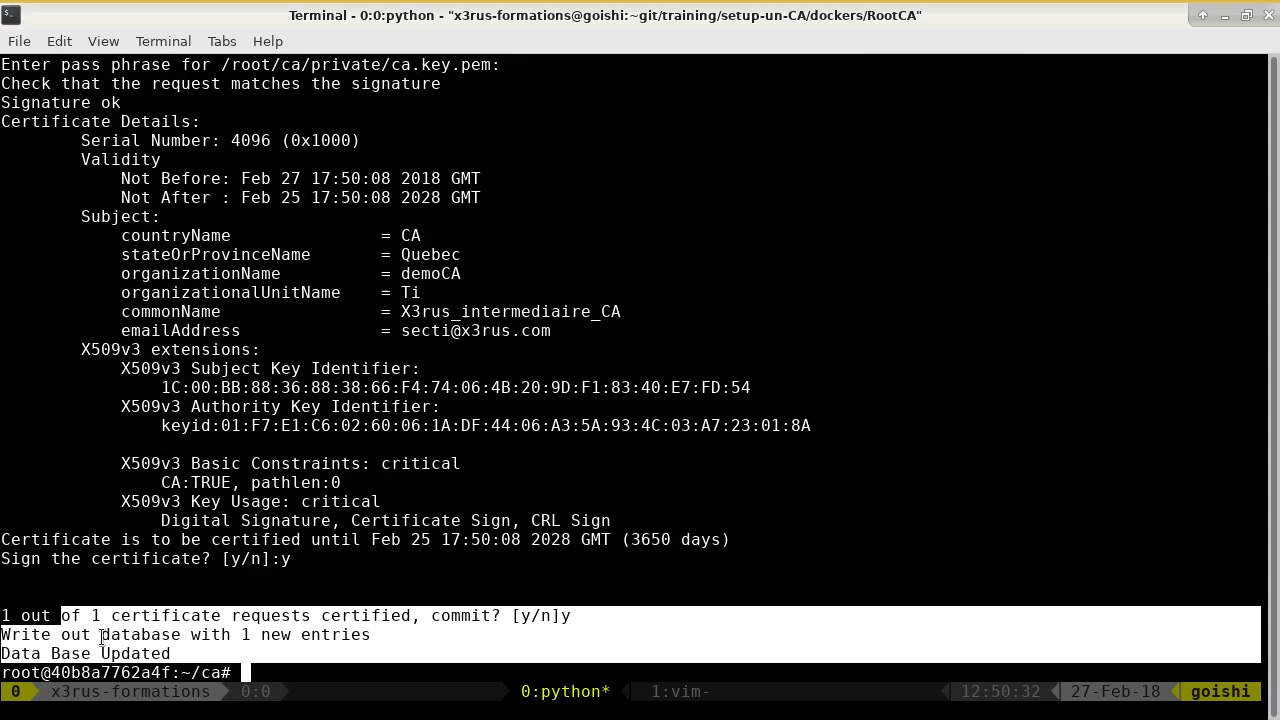 Terminal - 0:0:python - "x3rus-formations@goishi:~git/training/setup-un-CA/dockers/RootCA"
File Edit View Terminal Tabs Help
Enter pass phrase for /root/ca/private/ca.key.pem:
Check that the request matches the signature
Signature ok
Certificate Details:
Serial Number: 4096 (0x1000)
Validity
Not Before: Feb 27 17:50:08 2018 GMT
Not After : Feb 25 17:50:08 2028 GMT
Subject:
countryName = CA
stateOrProvinceName = Quebec
organizationName = demoCA
organizationalUnitName = Ti
commonName = X3rus_intermediaire_CA
emailAddress = secti@x3rus.com
X509v3 extensions:
X509v3 Subject Key Identifier:
1C:00:BB:88:36:88:38:66:F4:74:06:4B:20:9D:F1:83:40:E7:FD:54
X509v3 Authority Key Identifier:
keyid:01:F7:E1:C6:02:60:06:1A:DF:44:06:A3:5A:93:4C:03:A7:23:01:8A
X509v3 Basic Constraints: critical
CA:TRUE, pathlen:0
X509v3 Key Usage: critical
Digital Signature, Certificate Sign, CRL Sign
Certificate is to be certified until Feb 25 17:50:08 2028 GMT (3650 days)
Sign the certificate? [y/n]:y
1 out of 1 certificate requests certified, commit? [y/n]y
Write out database with 1 new entries
Data Base Updated
root@40b8a7762a4f:~/ca#
0 x3rus-formations 0:0 0:python* 1:vim- 12:50:32 27-Feb-18 goishi